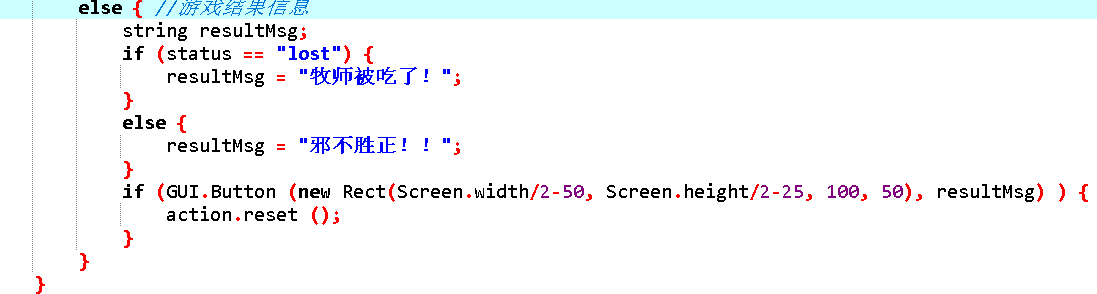 else { //游戏结果信息
string resultMsg;
if (status == "lost") {
resultMsg = "牧师被吃了！";
}
else {
resultMsg = "邪不胜正！！";
}
if (GUI.Button (new Rect(Screen.width/2-50, Screen.height/2-25, 100, 50), resultMsg) ) {
action.reset ();
}
}
}